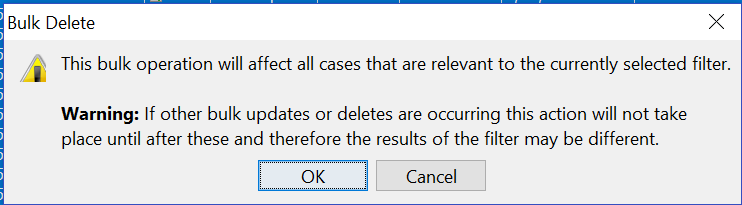 Bulk Delete
This bulk operation will affect all cases that are relevant to the currently selected filter.
Warning: If other bulk updates or deletes are occurring this action will not take
place until after these and therefore the results of the filter may be different.
OK Cancel